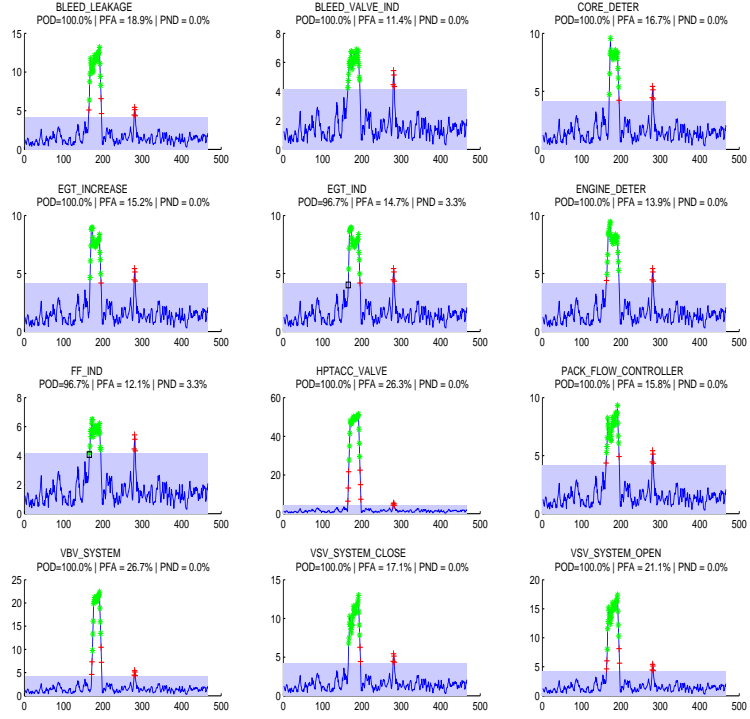 BLEED_LEAKAGE
POD=100.0% | PFA = 18.9% | PND = 0.0%
15
10
5
0
0 100 200 300 400 500
BLEED_VALVE_IND
POD=100.0% | PFA = 11.4% | PND = 0.0%
8
6
4
2
0
0 100 200 300 400 500
CORE_DETER
POD=100.0% | PFA = 16.7% | PND = 0.0%
10
5
0
0 100 200 300 400 500
EGT_INCREASE
POD=100.0% | PFA = 15.2% | PND = 0.0%
10
5
0
0 100 200 300 400 500
EGT_IND
POD=96.7% | PFA = 14.7% | PND = 3.3%
10
5
0
0 100 200 300 400 500
ENGINE_DETER
POD=100.0% | PFA = 13.9% | PND = 0.0%
10
5
0
0 100 200 300 400 500
FF_IND
POD=96.7% | PFA = 12.1% | PND = 3.3%
8
6
4
2
0
0 100 200 300 400 500
HPTACC_VALVE
POD=100.0% | PFA = 26.3% | PND = 0.0%
60
40
20
0
0 100 200 300 400 500
PACK_FLOW_CONTROLLER
POD=100.0% | PFA = 15.8% | PND = 0.0%
10
5
0
0 100 200 300 400 500
VBV_SYSTEM
POD=100.0% | PFA = 26.7% | PND = 0.0%
25
20
15
10
5
0
0 100 200 300 400 500
VSV_SYSTEM_CLOSE
POD=100.0% | PFA = 17.1% | PND = 0.0%
15
10
5
0
0 100 200 300 400 500
VSV_SYSTEM_OPEN
POD=100.0% | PFA = 21.1% | PND = 0.0%
20
15
10
5
0
0 100 200 300 400 500